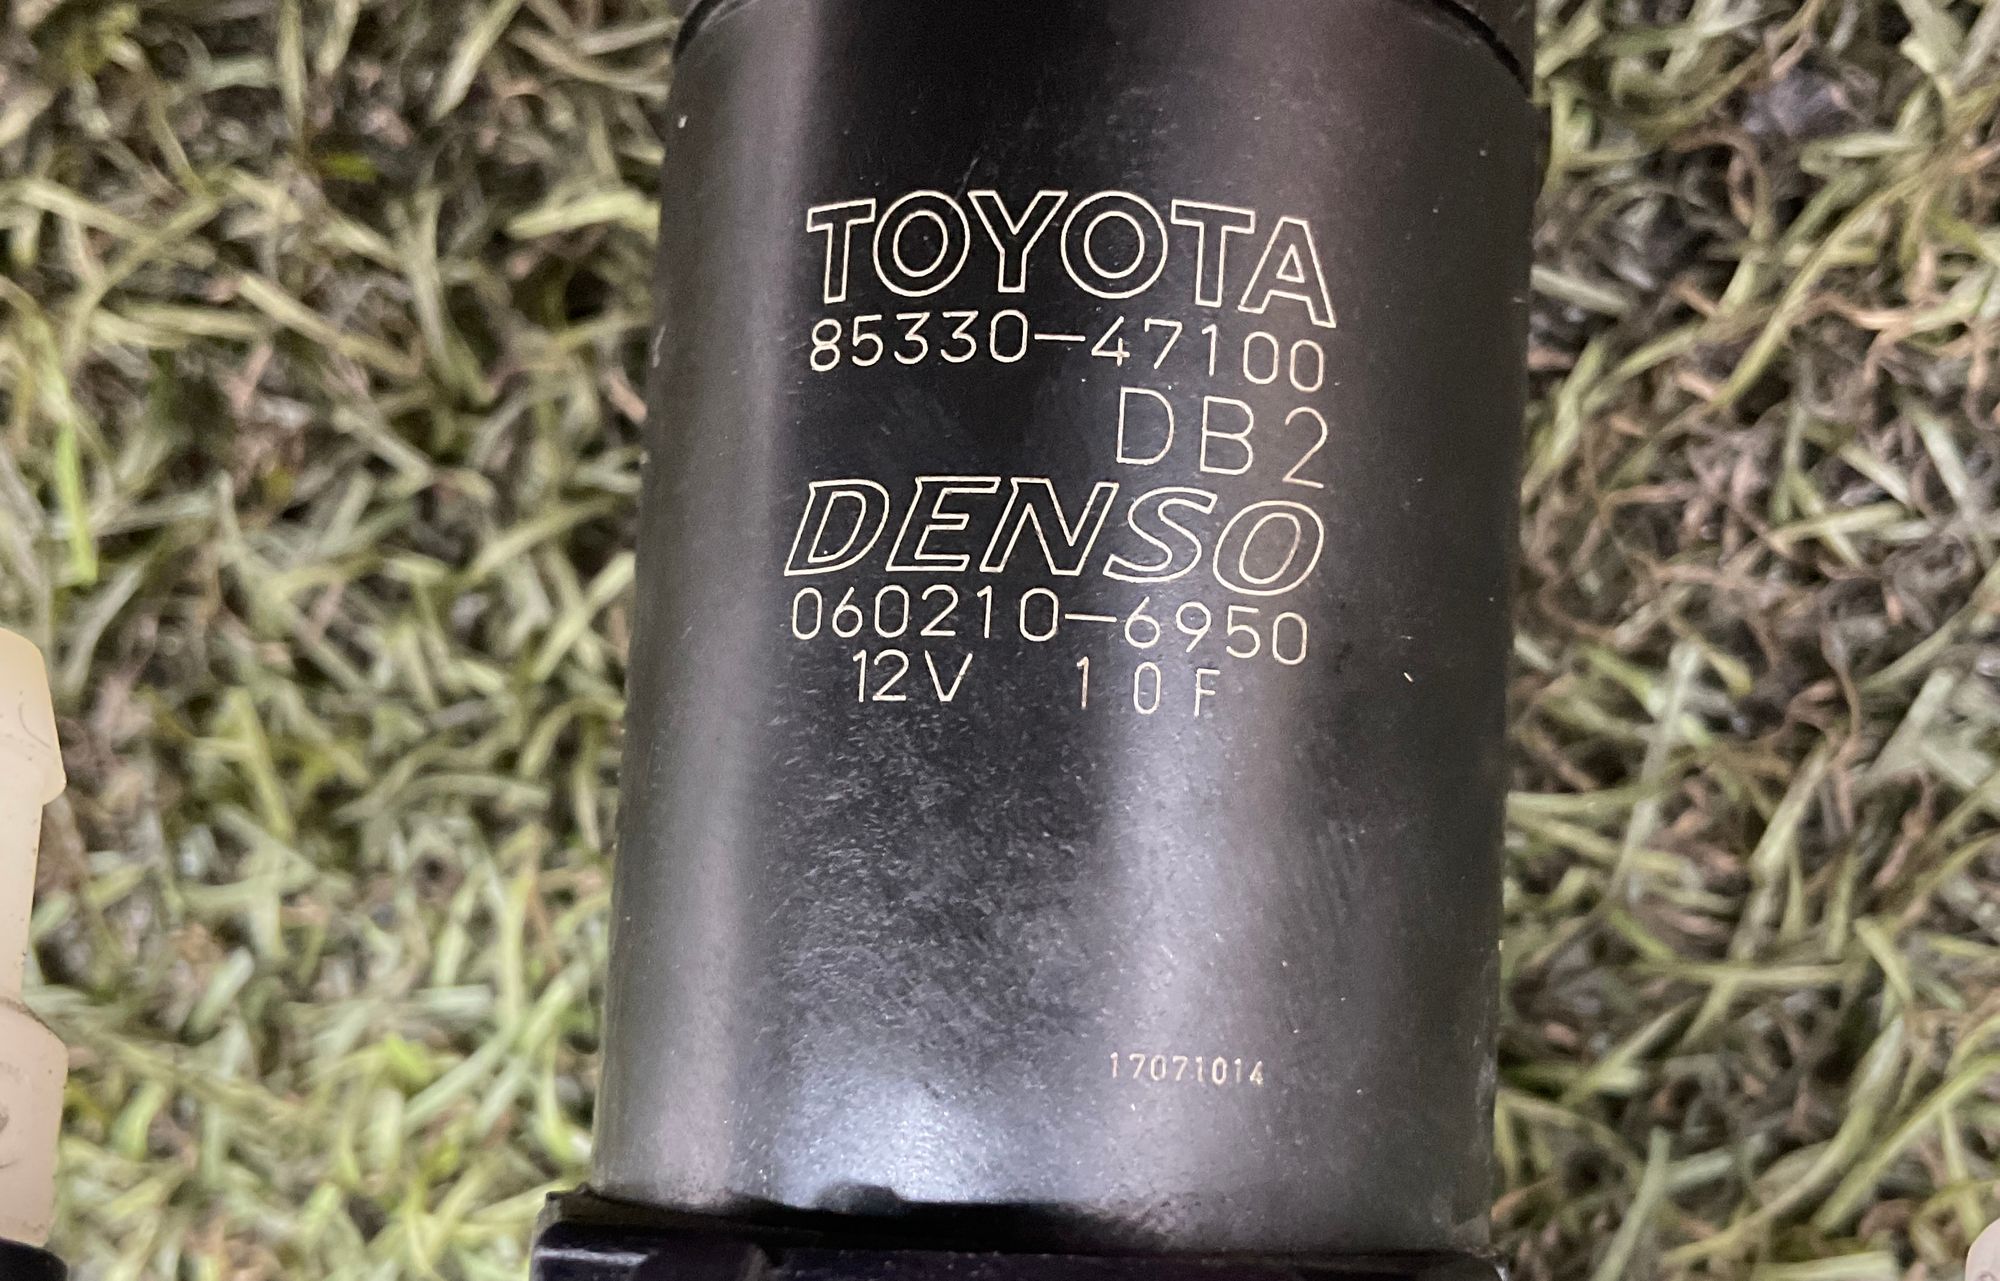 TOYOTA
85330-47100
DB2
DENSO
060210-6950
12V 10F
17071014